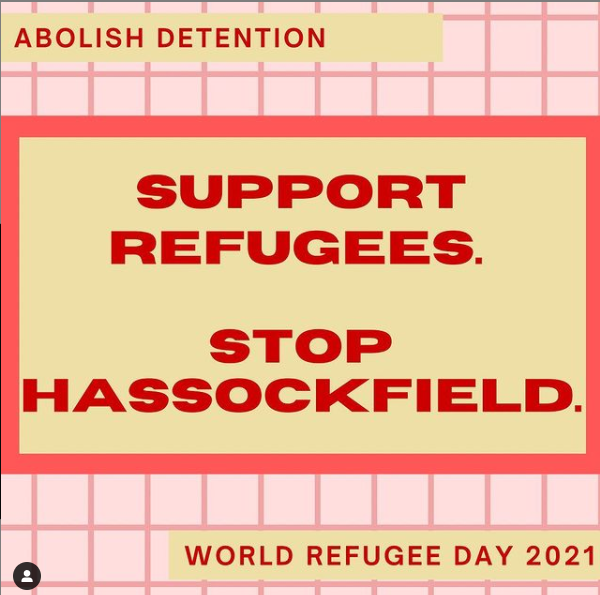 ABOLISH DETENTION
SUPPORT
REFUGEES.
STOP
HASSOCKFIELD.
WORLD REFUGEE DAY 2021